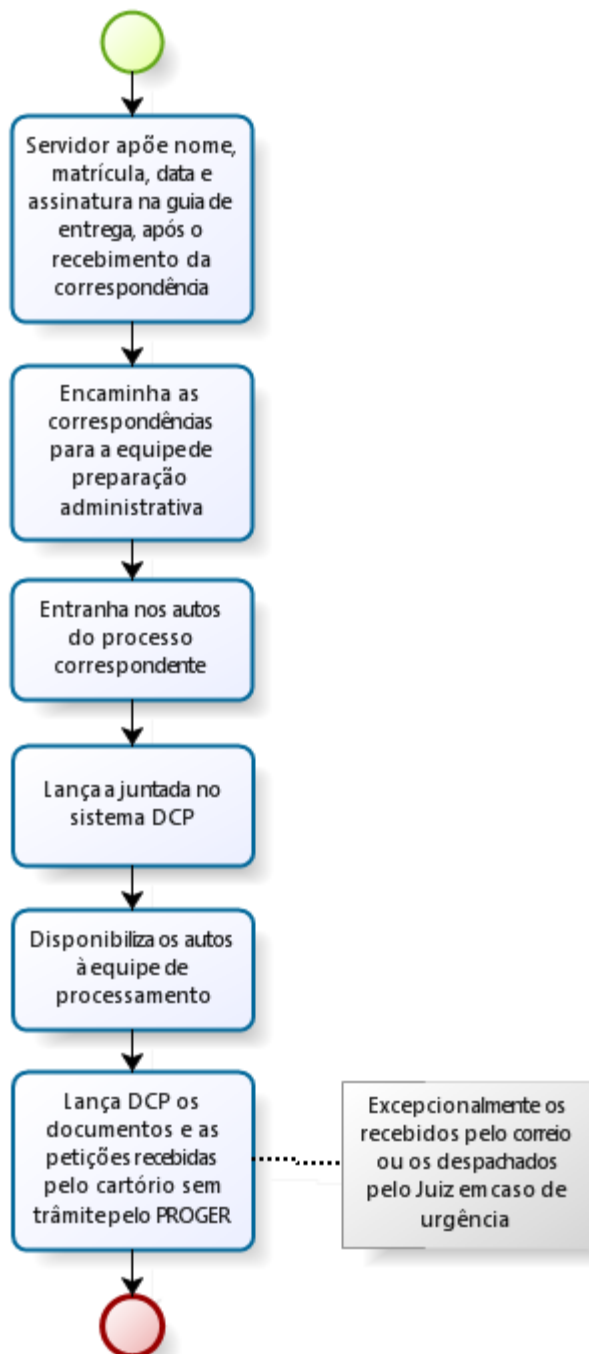 Servidor apõe nome,
matrícula, data e
assinatura na guia de
entrega, após o
recebimento da
correspondência
Encaminha as
correspondências
para a equipe de
preparação
administrativa
Entranha nos autos
do processo
correspondente
Lança a juntada no
sistema DCP
Disponibiliza os autos
à equipe de
processamento
Lança DCP os
documentos e as
petições recebidas
pelo cartório sem
trâmite pelo PROGER
Excepcionalmente os
recebidos pelo correio
ou os despachados
pelo Juiz em caso de
urgência